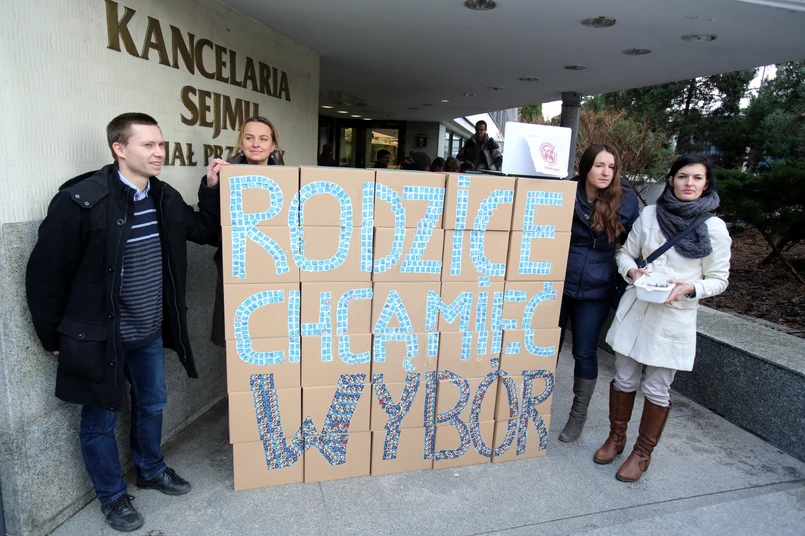 KANCELARIA
SEJMU
RODZICE
CHCĄ MIEĆ
WYBÓR